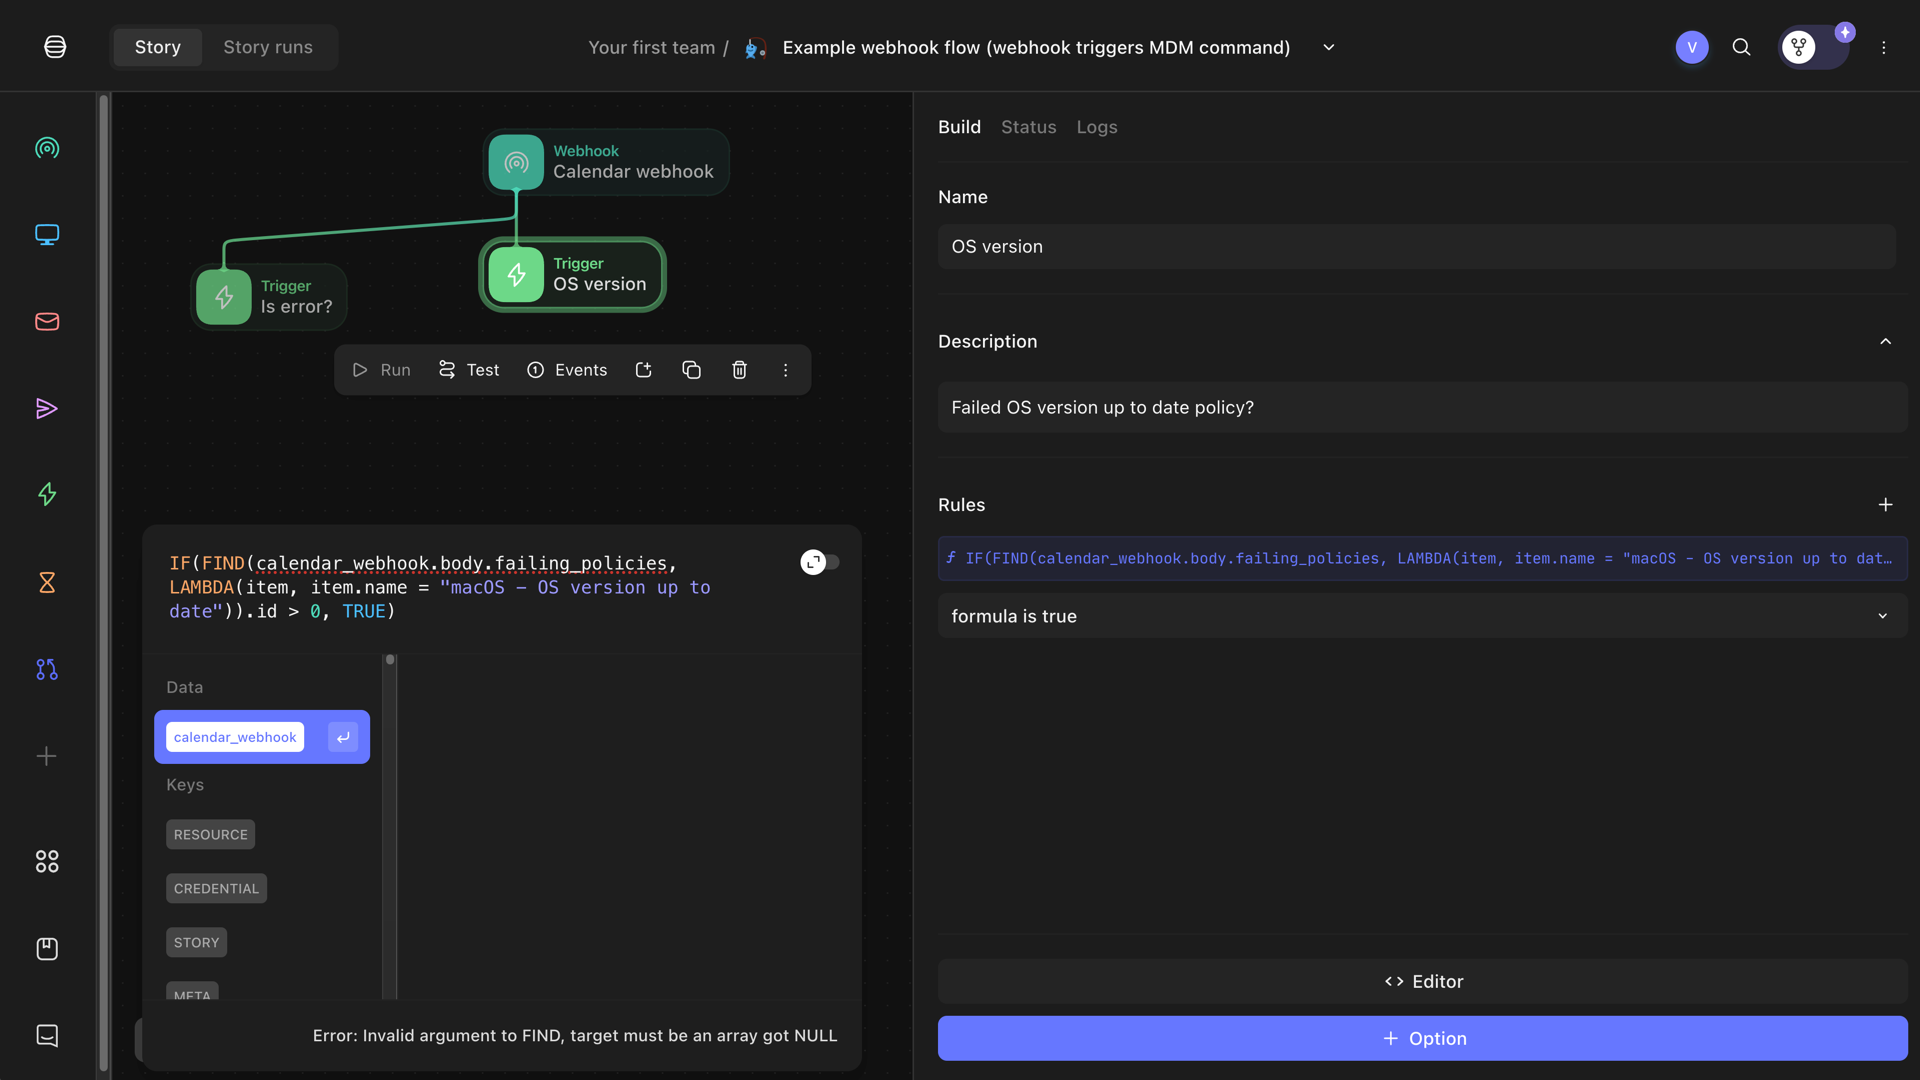 Story
Story runs
Your first team /
Example webhook flow (webhook triggers MDM command)
V
Webhook
Calendar webhook
Trigger
OS version
Trigger
Is error?
Run
Test
Events
IF(FIND(calendar_webhook.body.failing_policies,
LAMBDA(item, item.name = "macOS – OS version up to
date")).id > 0, TRUE)
Data
calendar_webhook
Keys
RESOURCE
CREDENTIAL
STORY
META
Error: Invalid argument to FIND, target must be an array got NULL
Build
Status
Logs
Name
OS version
Description
Failed OS version up to date policy?
Rules
f IF(FIND(calendar_webhook.body.failing_policies, LAMBDA(item, item.name = "macOS – OS version up to dat…
formula is true
<> Editor
+ Option